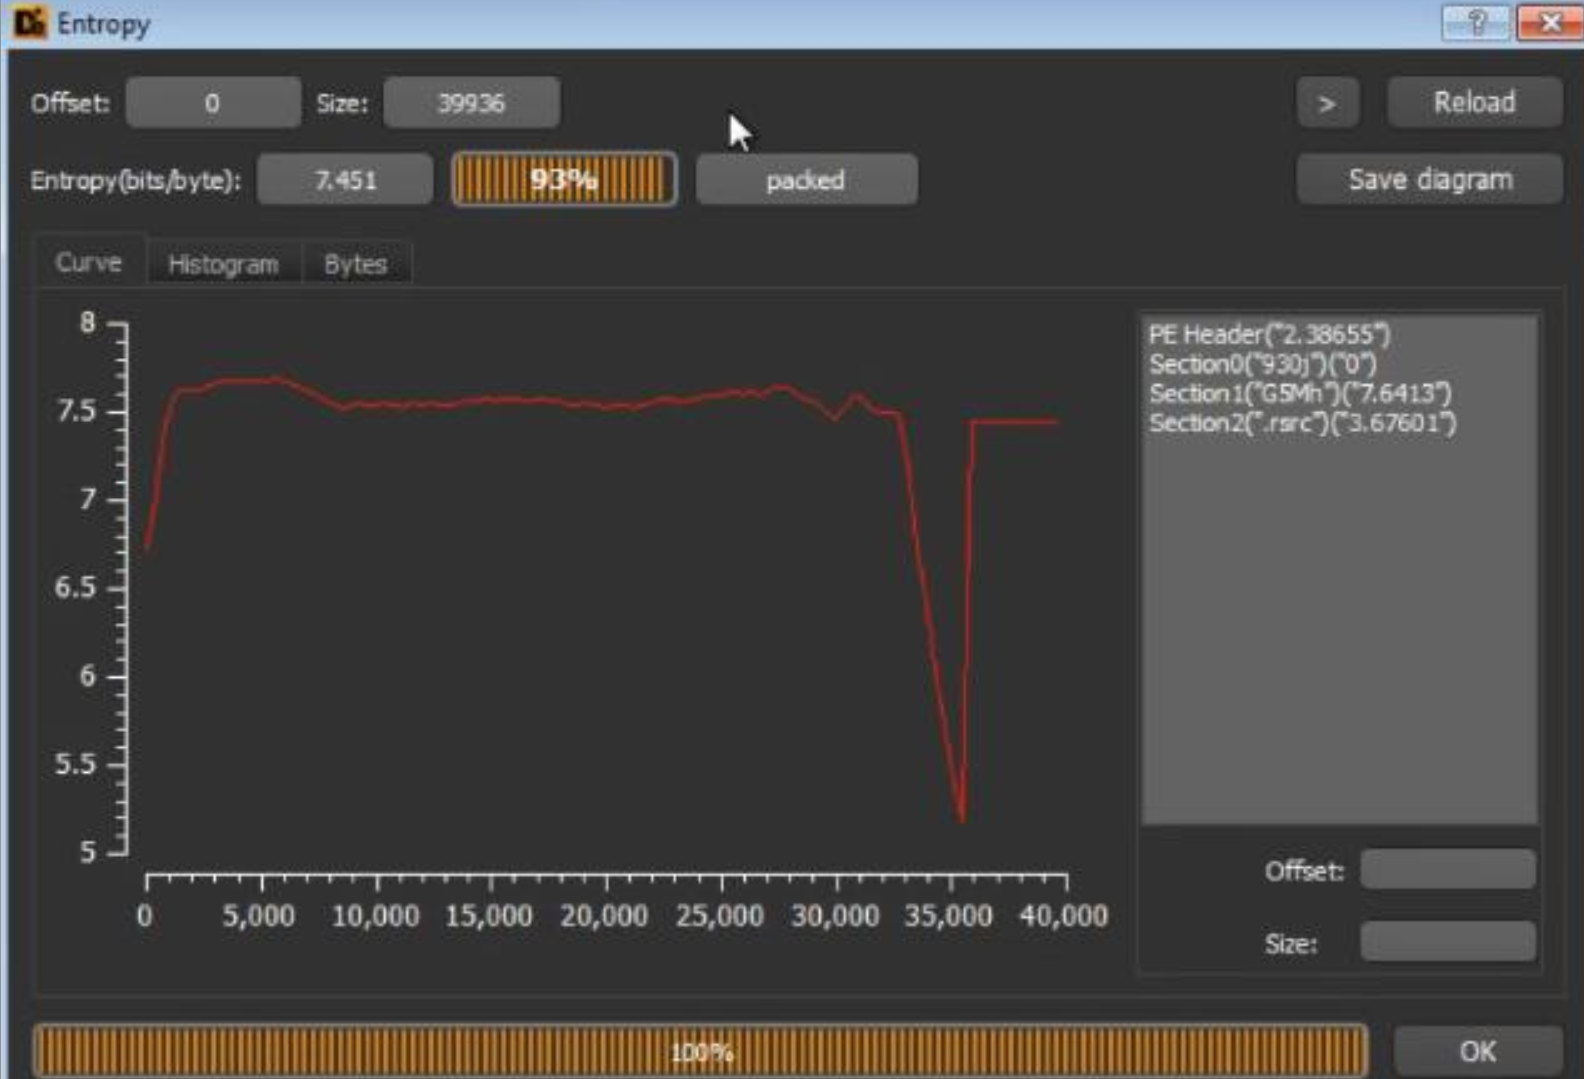 Entropy
Offset: 0 Size: 39936 > Reload
Entropy(bits/byte): 7.451 93% packed Save diagram
Curve Histogram Bytes
8
7.5
7
6.5
6
5.5
5
0 5,000 10,000 15,000 20,000 25,000 30,000 35,000 40,000
PE Header("2.38655")
Section0("930j")("0")
Section1("G5Mh")("7.6413")
Section2(".rsrc")("3.67601")
Offset:
Size:
100% OK